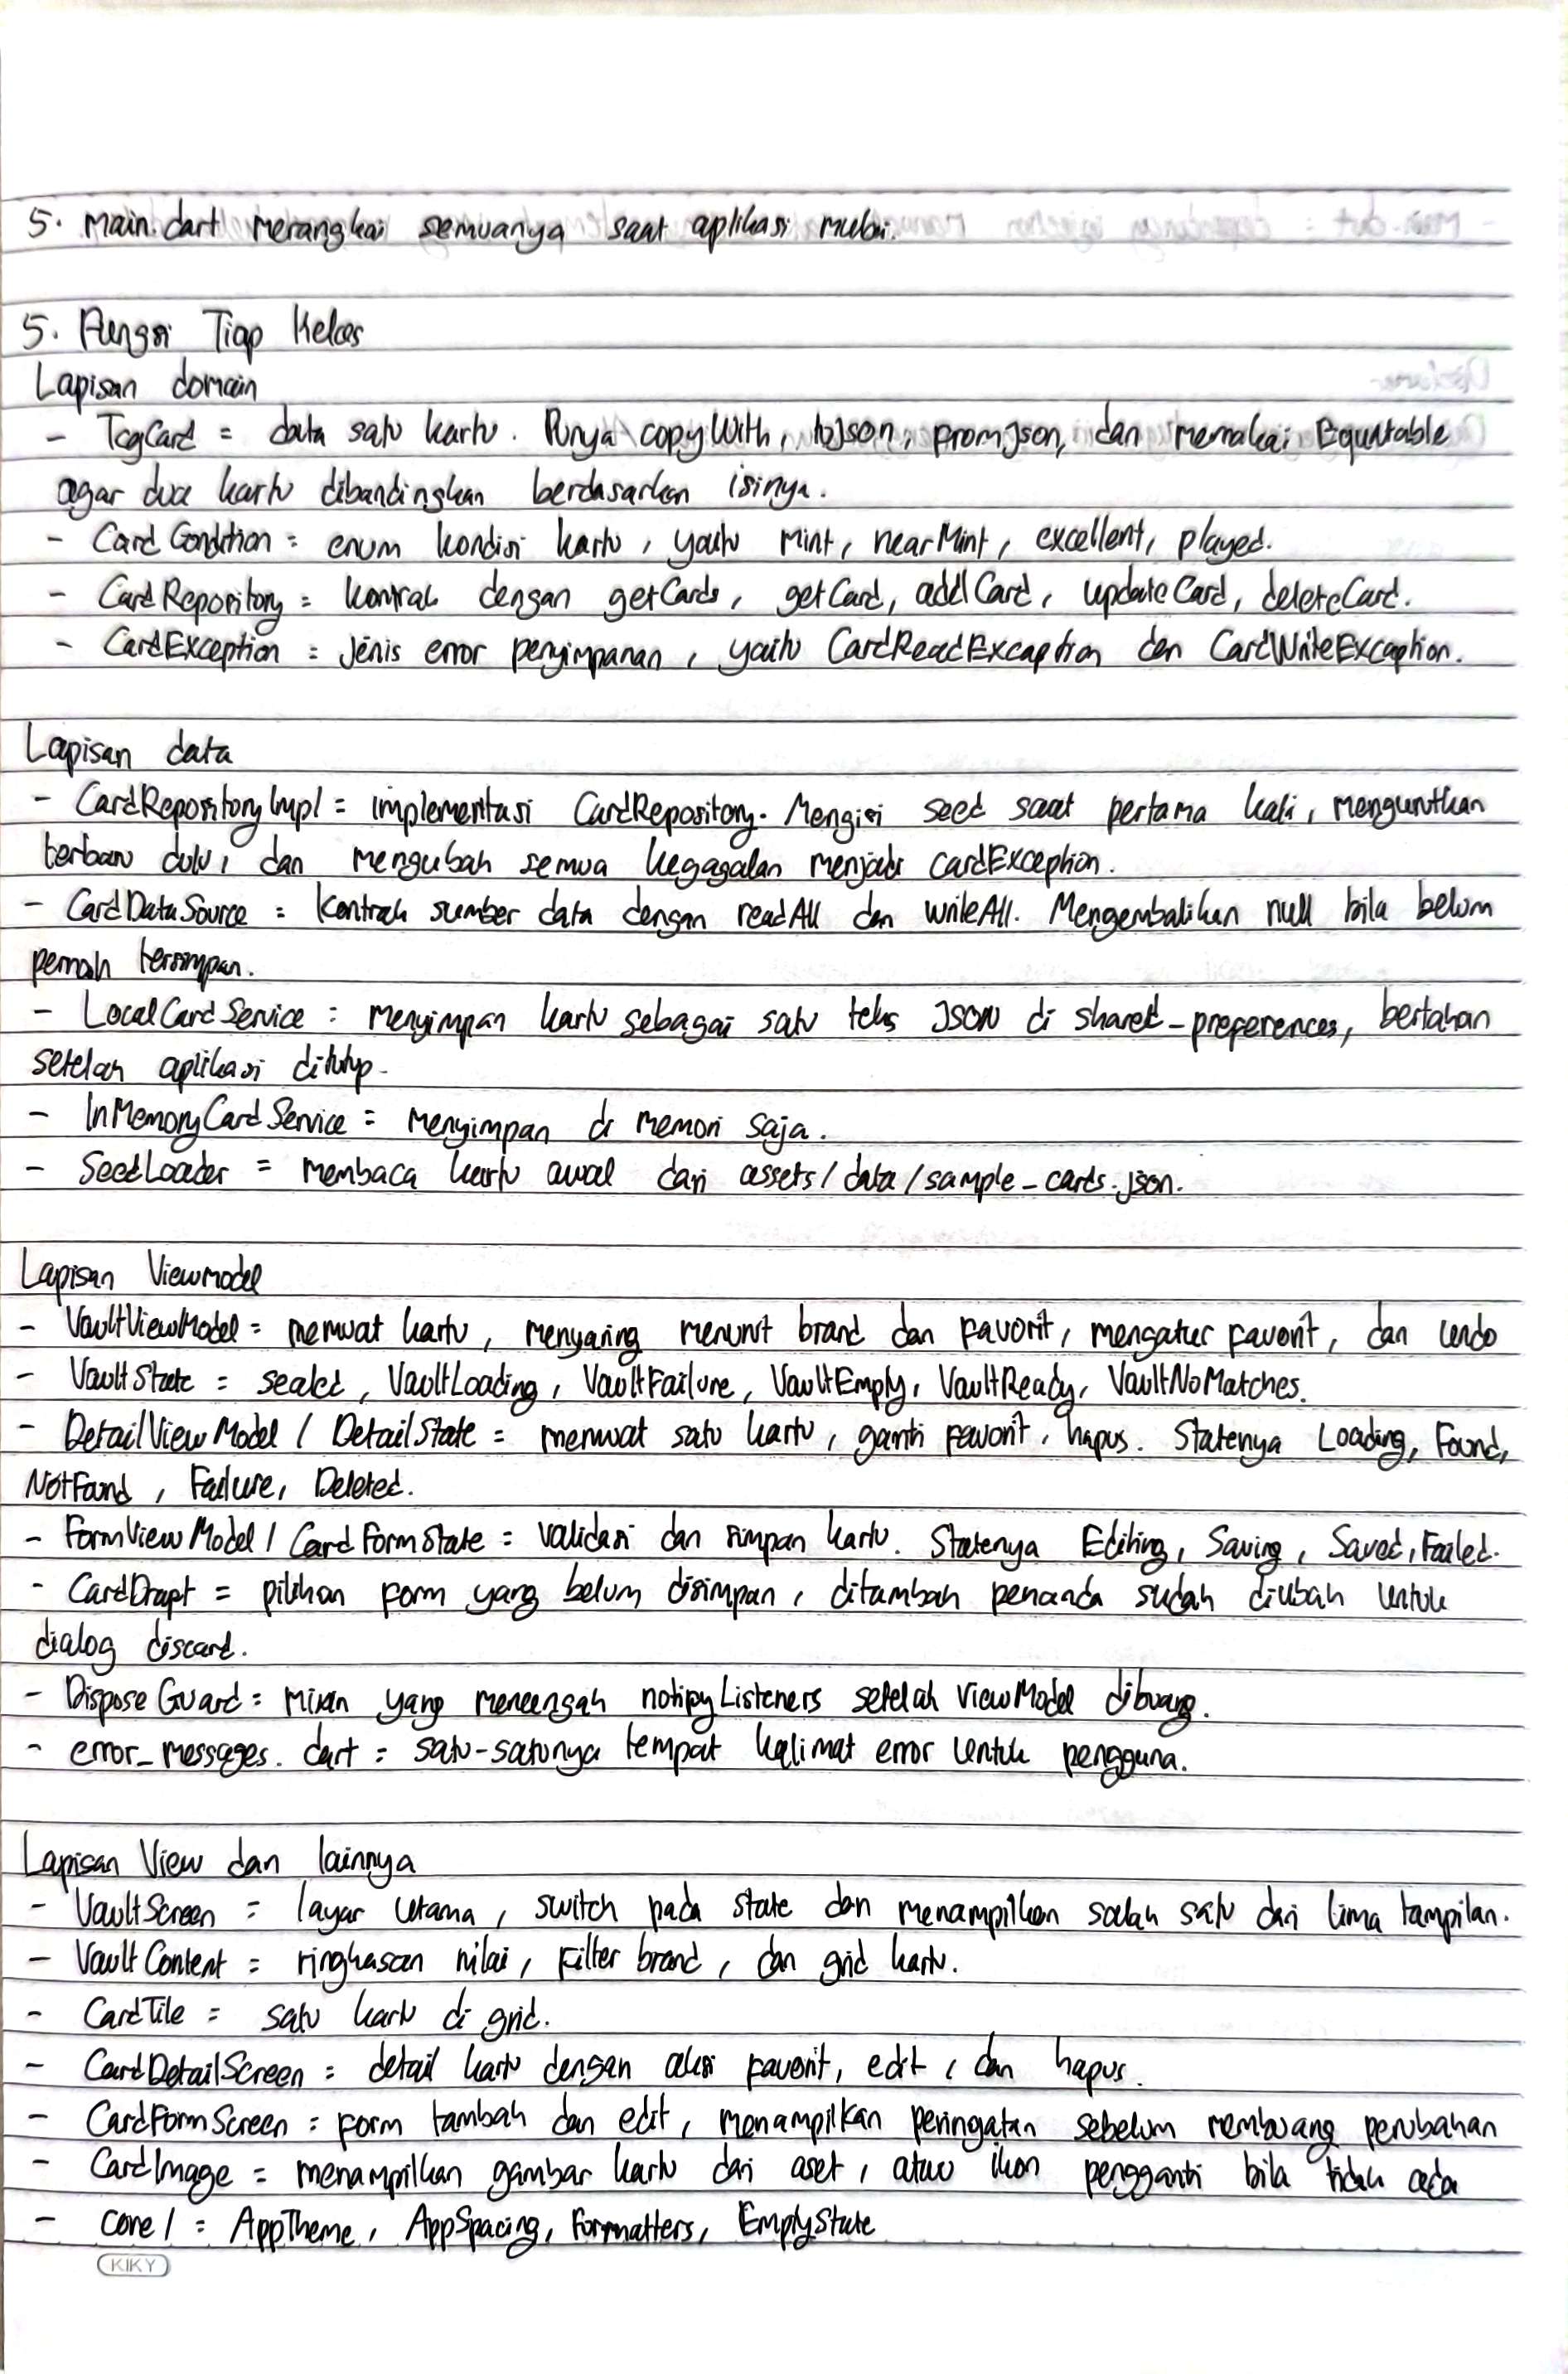 5. main.dart merangkai semuanya saat aplikasi mulai.
5. Fungsi Tiap Kelas
Lapisan domain
- TcgCard = data satu kartu. Punya copyWith, toJson, fromJson, dan memakai Equatable
agar dua kartu dibandingkan berdasarkan isinya.
- CardCondition = enum kondisi kartu, yaitu mint, nearMint, excellent, played.
- CardRepository = kontrak dengan getCards, getCard, addCard, updateCard, deleteCard.
- CardException = jenis error penyimpanan, yaitu CardReadException dan CardWriteException.
Lapisan data
- CardRepositoryImpl = implementasi CardRepository. Mengisi seed saat pertama kali, mengurutkan
terbaru dulu, dan mengubah semua kegagalan menjadi cardException.
- CardDataSource = kontrak sumber data dengan readAll dan writeAll. Mengembalikan null bila belum
pernah tersimpan.
- LocalCardService = menyimpan kartu sebagai satu teks JSON di shared_preferences, bertahan
setelah aplikasi ditutup.
- InMemoryCardService = menyimpan di memori saja.
- SeedLoader = membaca kartu awal dari assets/data/sample_cards.json.
Lapisan Viewmodel
- VaultViewModel = memuat kartu, menyaring menurut brand dan favorit, mengatur favorit, dan undo
- VaultState = sealed, VaultLoading, VaultFailure, VaultEmpty, VaultReady, VaultNoMatches.
- DetailViewModel / DetailState = memuat satu kartu, ganti favorit, hapus. Statenya Loading, Found,
NotFound, Failure, Deleted.
- FormViewModel / CardFormState = validasi dan simpan kartu. Statenya Editing, Saving, Saved, Failed.
- CardDraft = pilihan form yang belum disimpan, ditambah penanda sudah diubah untuk
dialog discard.
- DisposeGuard = mixin yang mencegah notifyListeners setelah ViewModel dibuang.
- error_messages.dart = satu-satunya tempat kalimat error untuk pengguna.
Lapisan View dan lainnya
- VaultScreen = layar utama, switch pada state dan menampilkan salah satu dari lima tampilan.
- VaultContent = ringkasan nilai, filter brand, dan grid kartu.
- CardTile = satu kartu di grid.
- CardDetailScreen = detail kartu dengan aksi favorit, edit, dan hapus.
- CardFormScreen = form tambah dan edit, menampilkan peringatan sebelum membuang perubahan
- CardImage = menampilkan gambar kartu dari aset, atau ikon pengganti bila tidak ada
- core/ = AppTheme, AppSpacing, formatters, EmptyState
KIKY